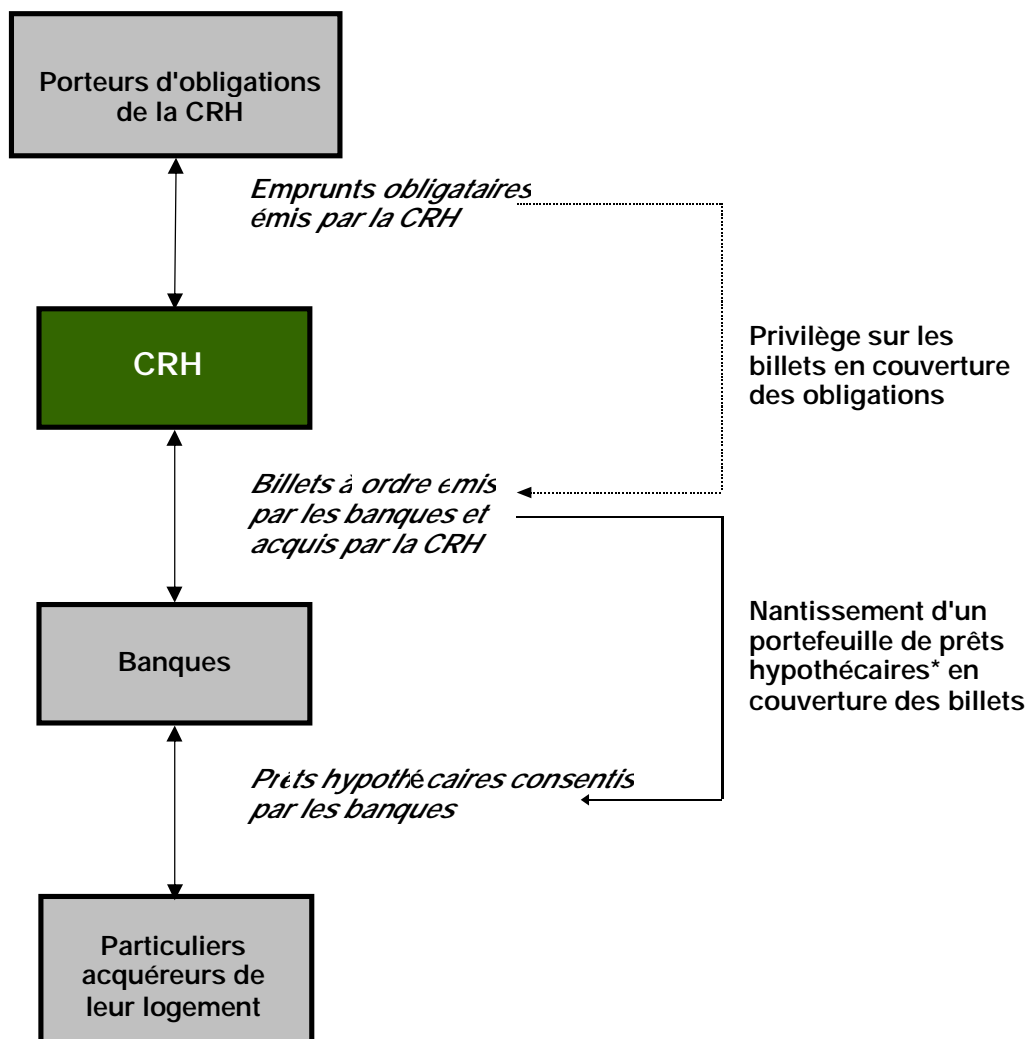 Porteurs d'obligations
de la CRH
Emprunts obligataires
émis par la CRH
CRH
Privilège sur les
billets en couverture
des obligations
Billets à ordre émis
par les banques et
acquis par la CRH
Banques
Nantissement d'un
portefeuille de prêts
hypothécaires* en
couverture des billets
Prêts hypothécaires consentis
par les banques
Particuliers
acquéreurs de
leur logement